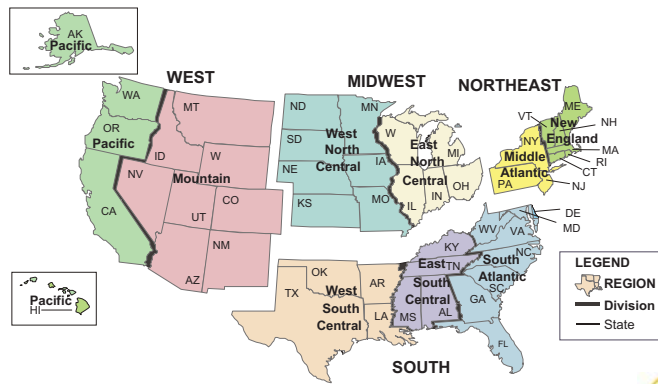 AK
Pacific
WEST
MIDWEST
NORTHEAST
WA
MT
ND
MN
VT
ME
NH
OR
Pacific
ID
SD
West
North
Central
W
East
North
Central
MI
NY
New
England
MA
RI
CT
NV
W
Mountain
NE
IA
Middle
Atlantic
PA
NJ
CA
UT
CO
KS
MO
IL
IN
OH
AZ
NM
DE
MD
WV
VA
KY
NC
OK
AR
East
South
Central
TN
South
Atlantic
SC
TX
West
South
Central
LA
MS
AL
GA
FL
Pacific
HI
SOUTH
LEGEND
REGION
Division
State